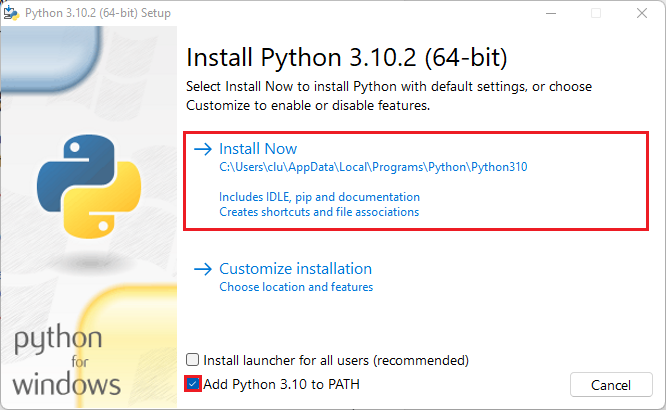 Python 3.10.2 (64-bit) Setup
Install Python 3.10.2 (64-bit)
Select Install Now to install Python with default settings, or choose
Customize to enable or disable features.
Install Now
C:\Users\clu\AppData\Local\Programs\Python\Python310
Includes IDLE, pip and documentation
Creates shortcuts and file associations
Customize installation
Choose location and features
python
for
windows
Install launcher for all users (recommended)
Add Python 3.10 to PATH
Cancel